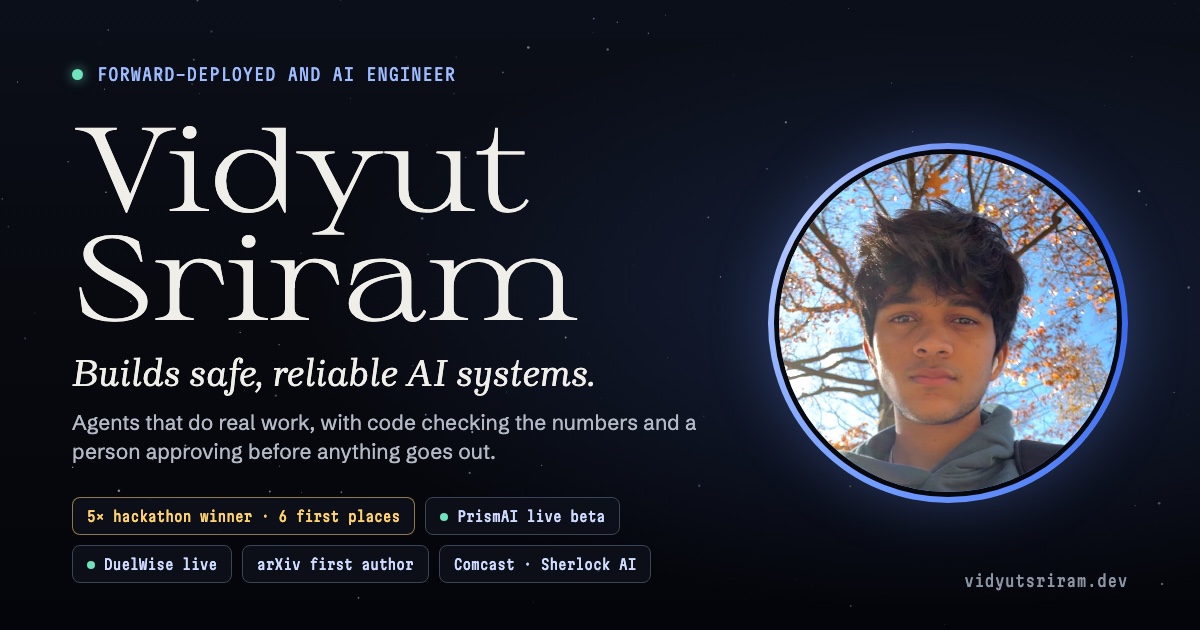 FORWARD-DEPLOYED AND AI ENGINEER
Vidyut
Sriram
Builds safe, reliable AI systems.
Agents that do real work, with code checking the numbers and a
person approving before anything goes out.
5× hackathon winner · 6 first places
PrismAI live beta
DuelWise live
arXiv first author
Comcast · Sherlock AI
vidyutsriram.dev